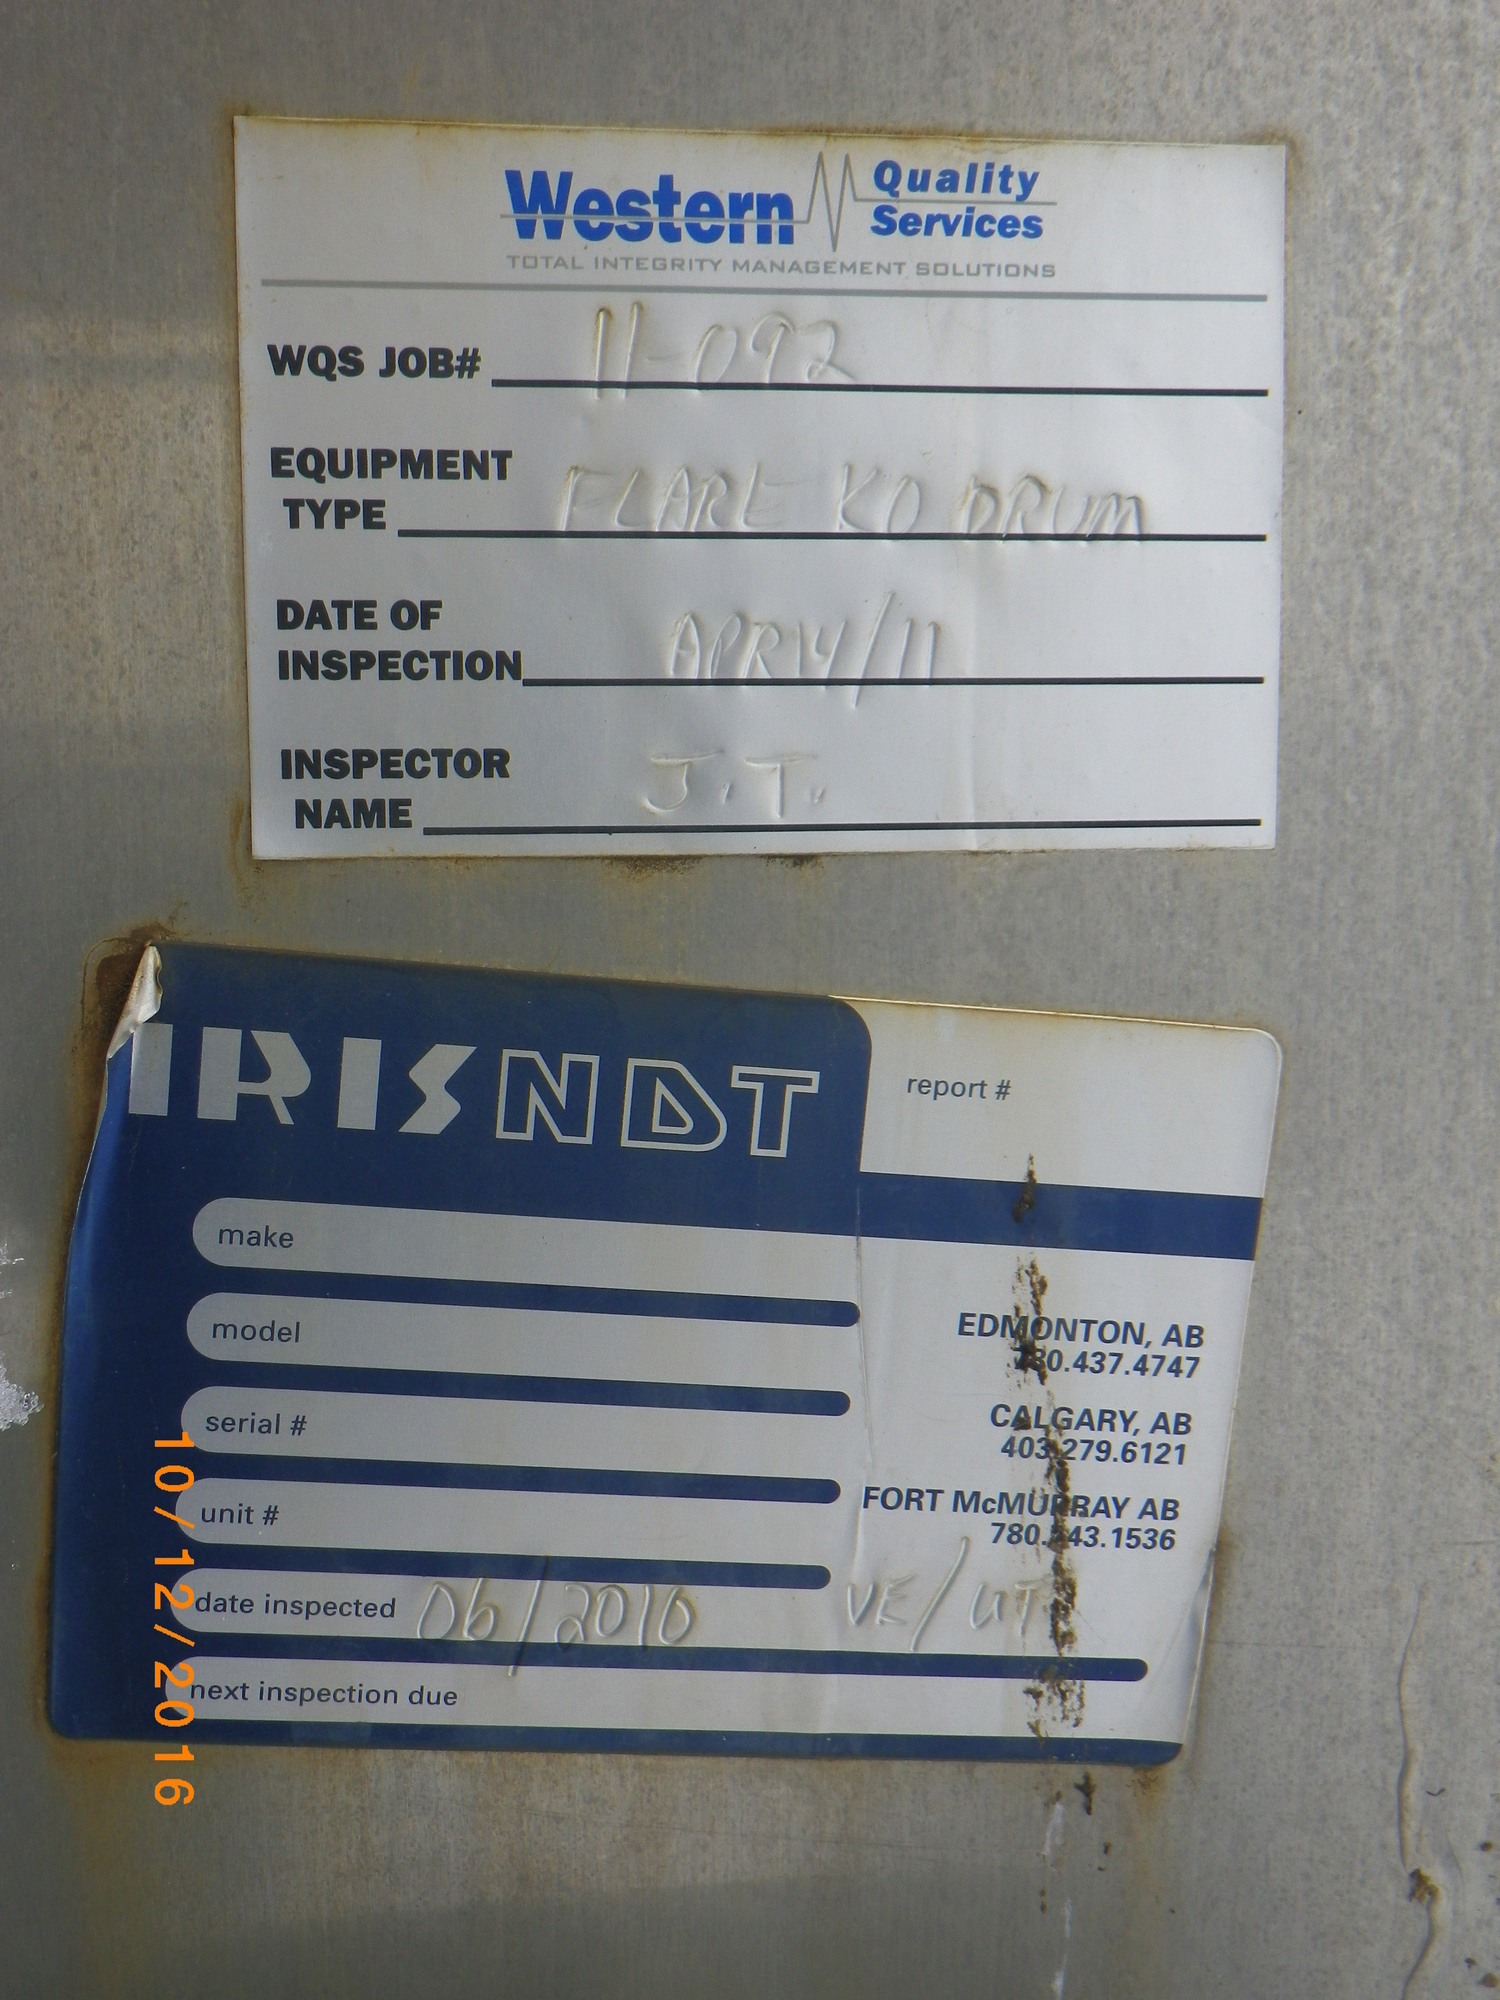 Western Quality Services
TOTAL INTEGRITY MANAGEMENT SOLUTIONS
WQS JOB# 11-092
EQUIPMENT
TYPE FLARE KO DRUM
DATE OF
INSPECTION APR14/11
INSPECTOR
NAME J.T.
IRISNDT
report #
make
model
EDMONTON, AB
780.437.4747
serial #
CALGARY, AB
403.279.6121
unit #
FORT McMURRAY AB
780.743.1536
date inspected 06/2010 VE/UT
next inspection due
10/12/2016